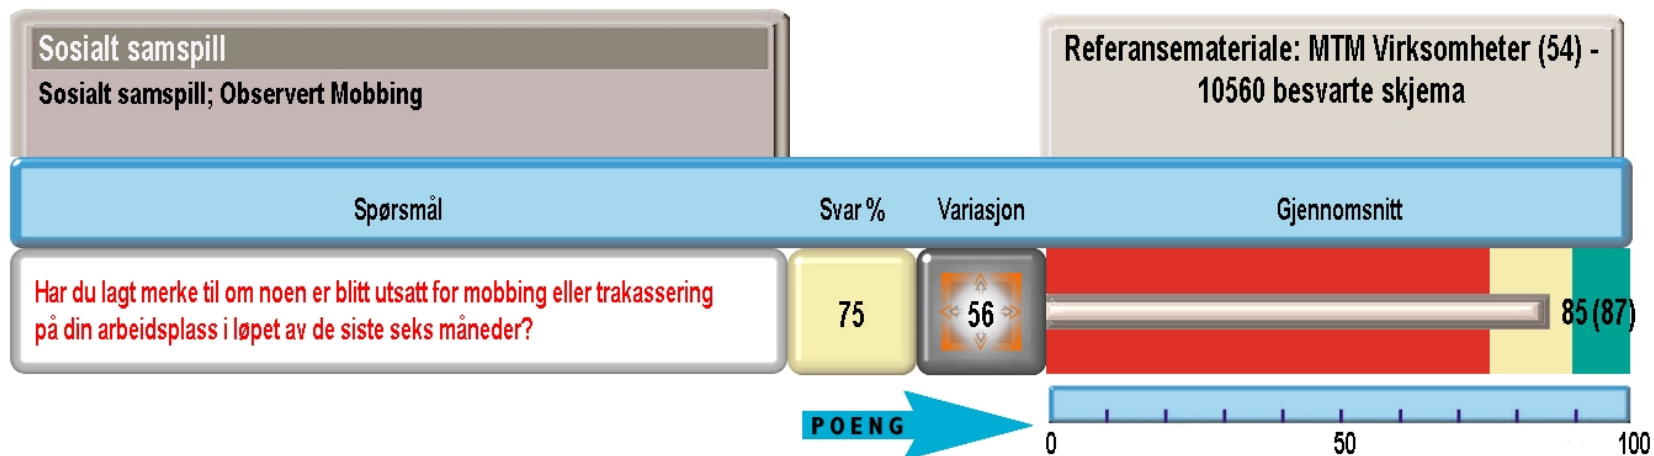 Sosialt samspill
Sosialt samspill; Observert Mobbing
Referansemateriale: MTM Virksomheter (54) -
10560 besvarte skjema
Spørsmål
Svar %
Variasjon
Gjennomsnitt
Har du lagt merke til om noen er blitt utsatt for mobbing eller trakassering
på din arbeidsplass i løpet av de siste seks måneder?
75
56
85 (87)
POENG
0
50
100